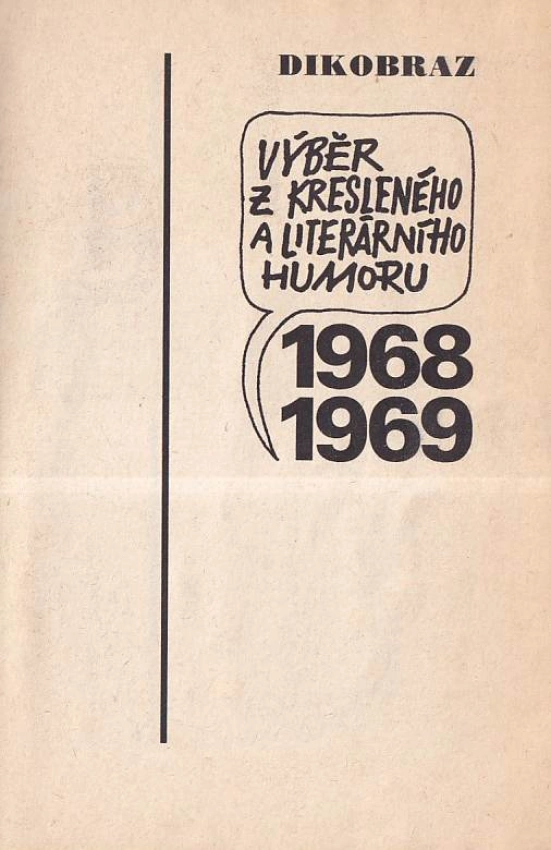 DIKOBRAZ
VÝBĚR
Z KRESLENÉHO
A LITERÁRNÍHO
HUMORU
1968
1969